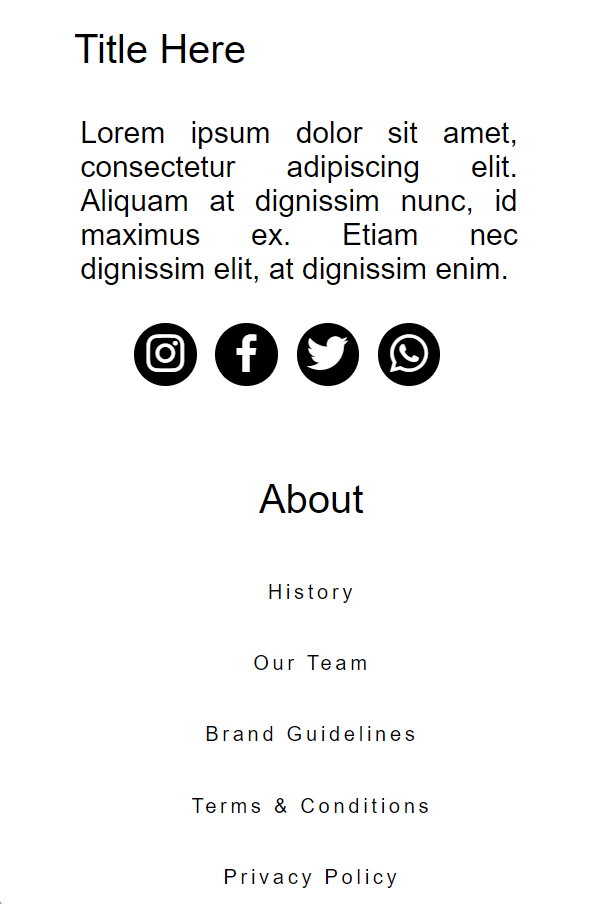 Title Here
Lorem ipsum dolor sit amet,
consectetur adipiscing elit.
Aliquam at dignissim nunc, id
maximus ex. Etiam nec
dignissim elit, at dignissim enim.
About
History
Our Team
Brand Guidelines
Terms & Conditions
Privacy Policy